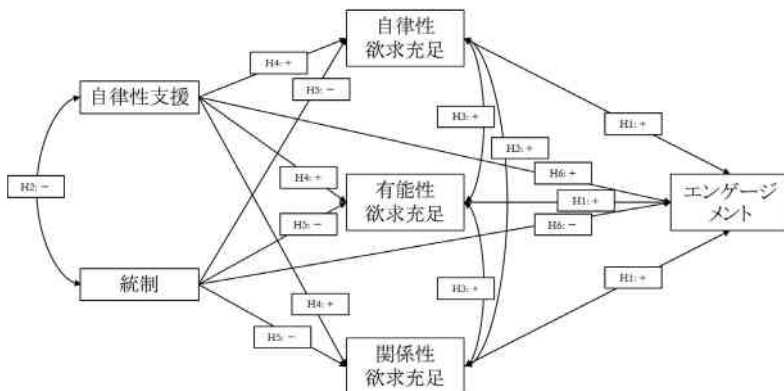 自律性
欲求充足
H4: +
H5: −
自律性支援
H3: +
H1: +
H3: +
H2: −
H4: +
H6: +
有能性
欲求充足
H1: +
エンゲージ
メント
H5: −
H6: −
統制
H4: +
H3: +
H1: +
H5: −
関係性
欲求充足